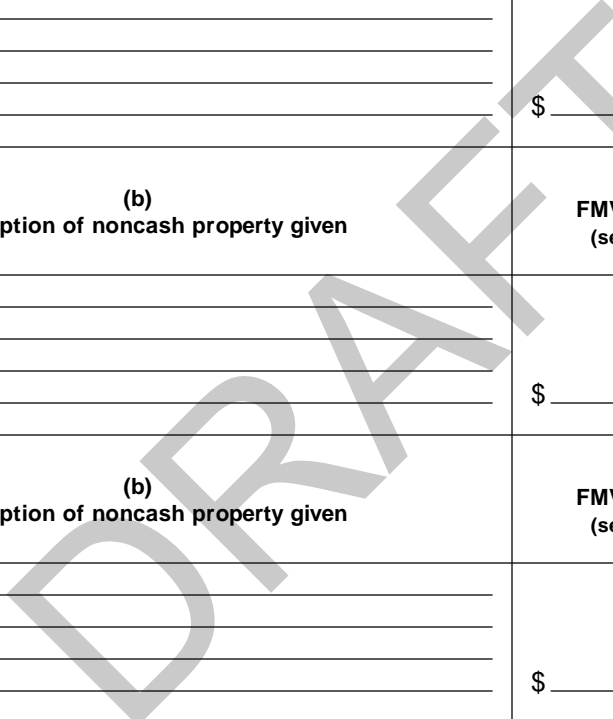 $
(b)
ption of noncash property given
FMV
(se
$
(b)
ption of noncash property given
FMV
(se
$
DRAFT